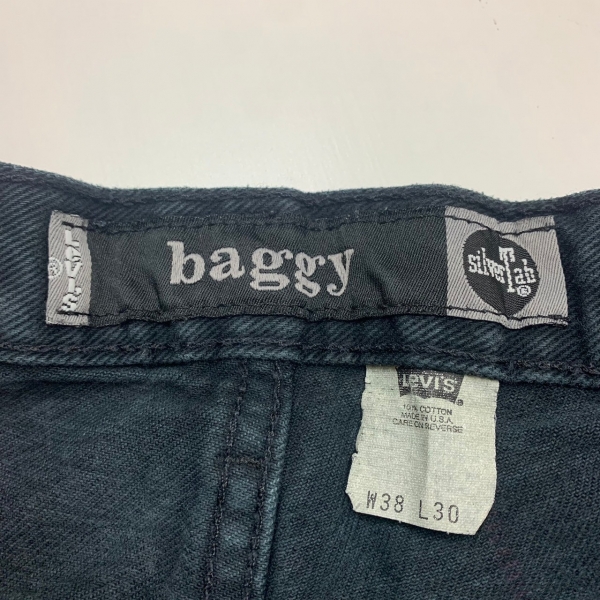 LEVI'S ®
baggy
silverTab ®
LEVI'S ®
100% COTTON
MADE IN U.S.A.
CARE ON REVERSE
W38 L30